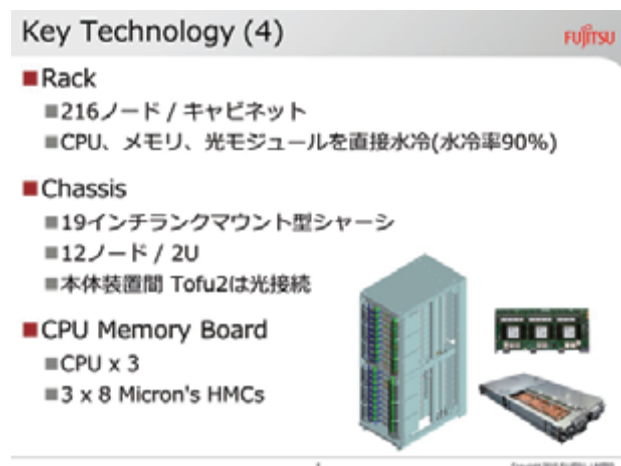 Key Technology (4)
FUJITSU
Rack
216ノード / キャビネット
CPU、メモリ、光モジュールを直接水冷(水冷率90%)
Chassis
19インチランクマウント型シャーシ
12ノード / 2U
本体装置間 Tofu2は光接続
CPU Memory Board
CPU x 3
3 x 8 Micron's HMCs